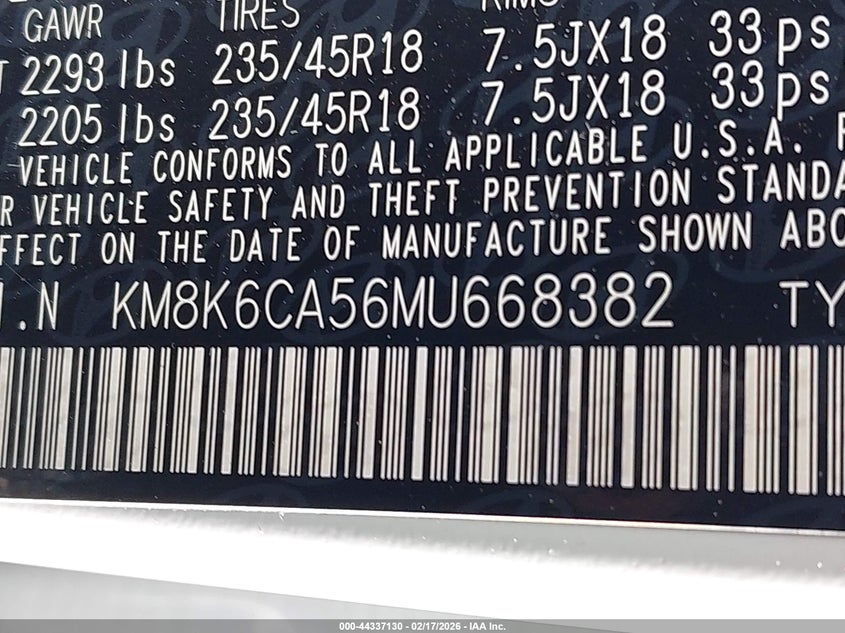 GAWR TIRES RIMS
T 2293 lbs 235/45R18 7.5JX18 33ps
2205 lbs 235/45R18 7.5JX18 33ps
VEHICLE CONFORMS TO ALL APPLICABLE U.S.A. F
R VEHICLE SAFETY AND THEFT PREVENTION STANDA
FFECT ON THE DATE OF MANUFACTURE SHOWN ABO
I.N KM8K6CA56MU668382 TY
000-44337130 - 02/17/2026 - IAA Inc.